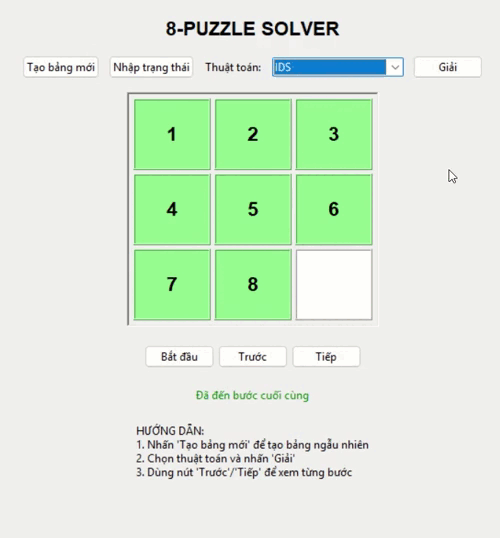 8-PUZZLE SOLVER
Tạo bảng mới Nhập trạng thái Thuật toán: IDS Giải
1 2 3
4 5 6
7 8
Bắt đầu Trước Tiếp
Đã đến bước cuối cùng
HƯỚNG DẪN:
1. Nhấn 'Tạo bảng mới' để tạo bảng ngẫu nhiên
2. Chọn thuật toán và nhấn 'Giải'
3. Dùng nút 'Trước'/'Tiếp' để xem từng bước